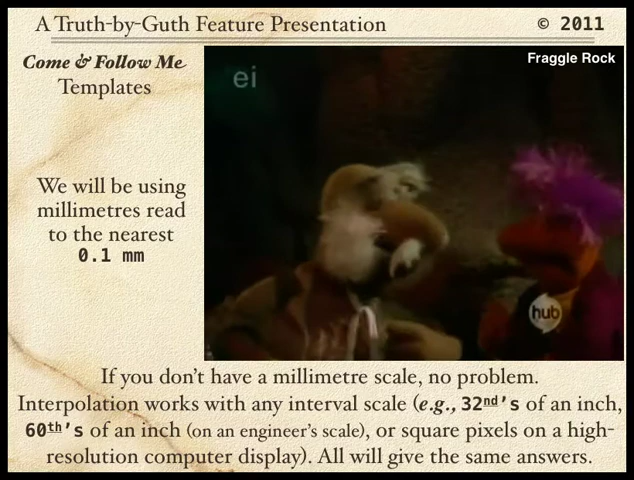 A Truth-by-Guth Feature Presentation
© 2011
Come & Follow Me
Templates
Fraggle Rock
ei
We will be using
millimetres read
to the nearest
0.1 mm
hub
If you don't have a millimetre scale, no problem.
Interpolation works with any interval scale (e.g., 32nd's of an inch,
60th's of an inch (on an engineer's scale), or square pixels on a high-
resolution computer display). All will give the same answers.